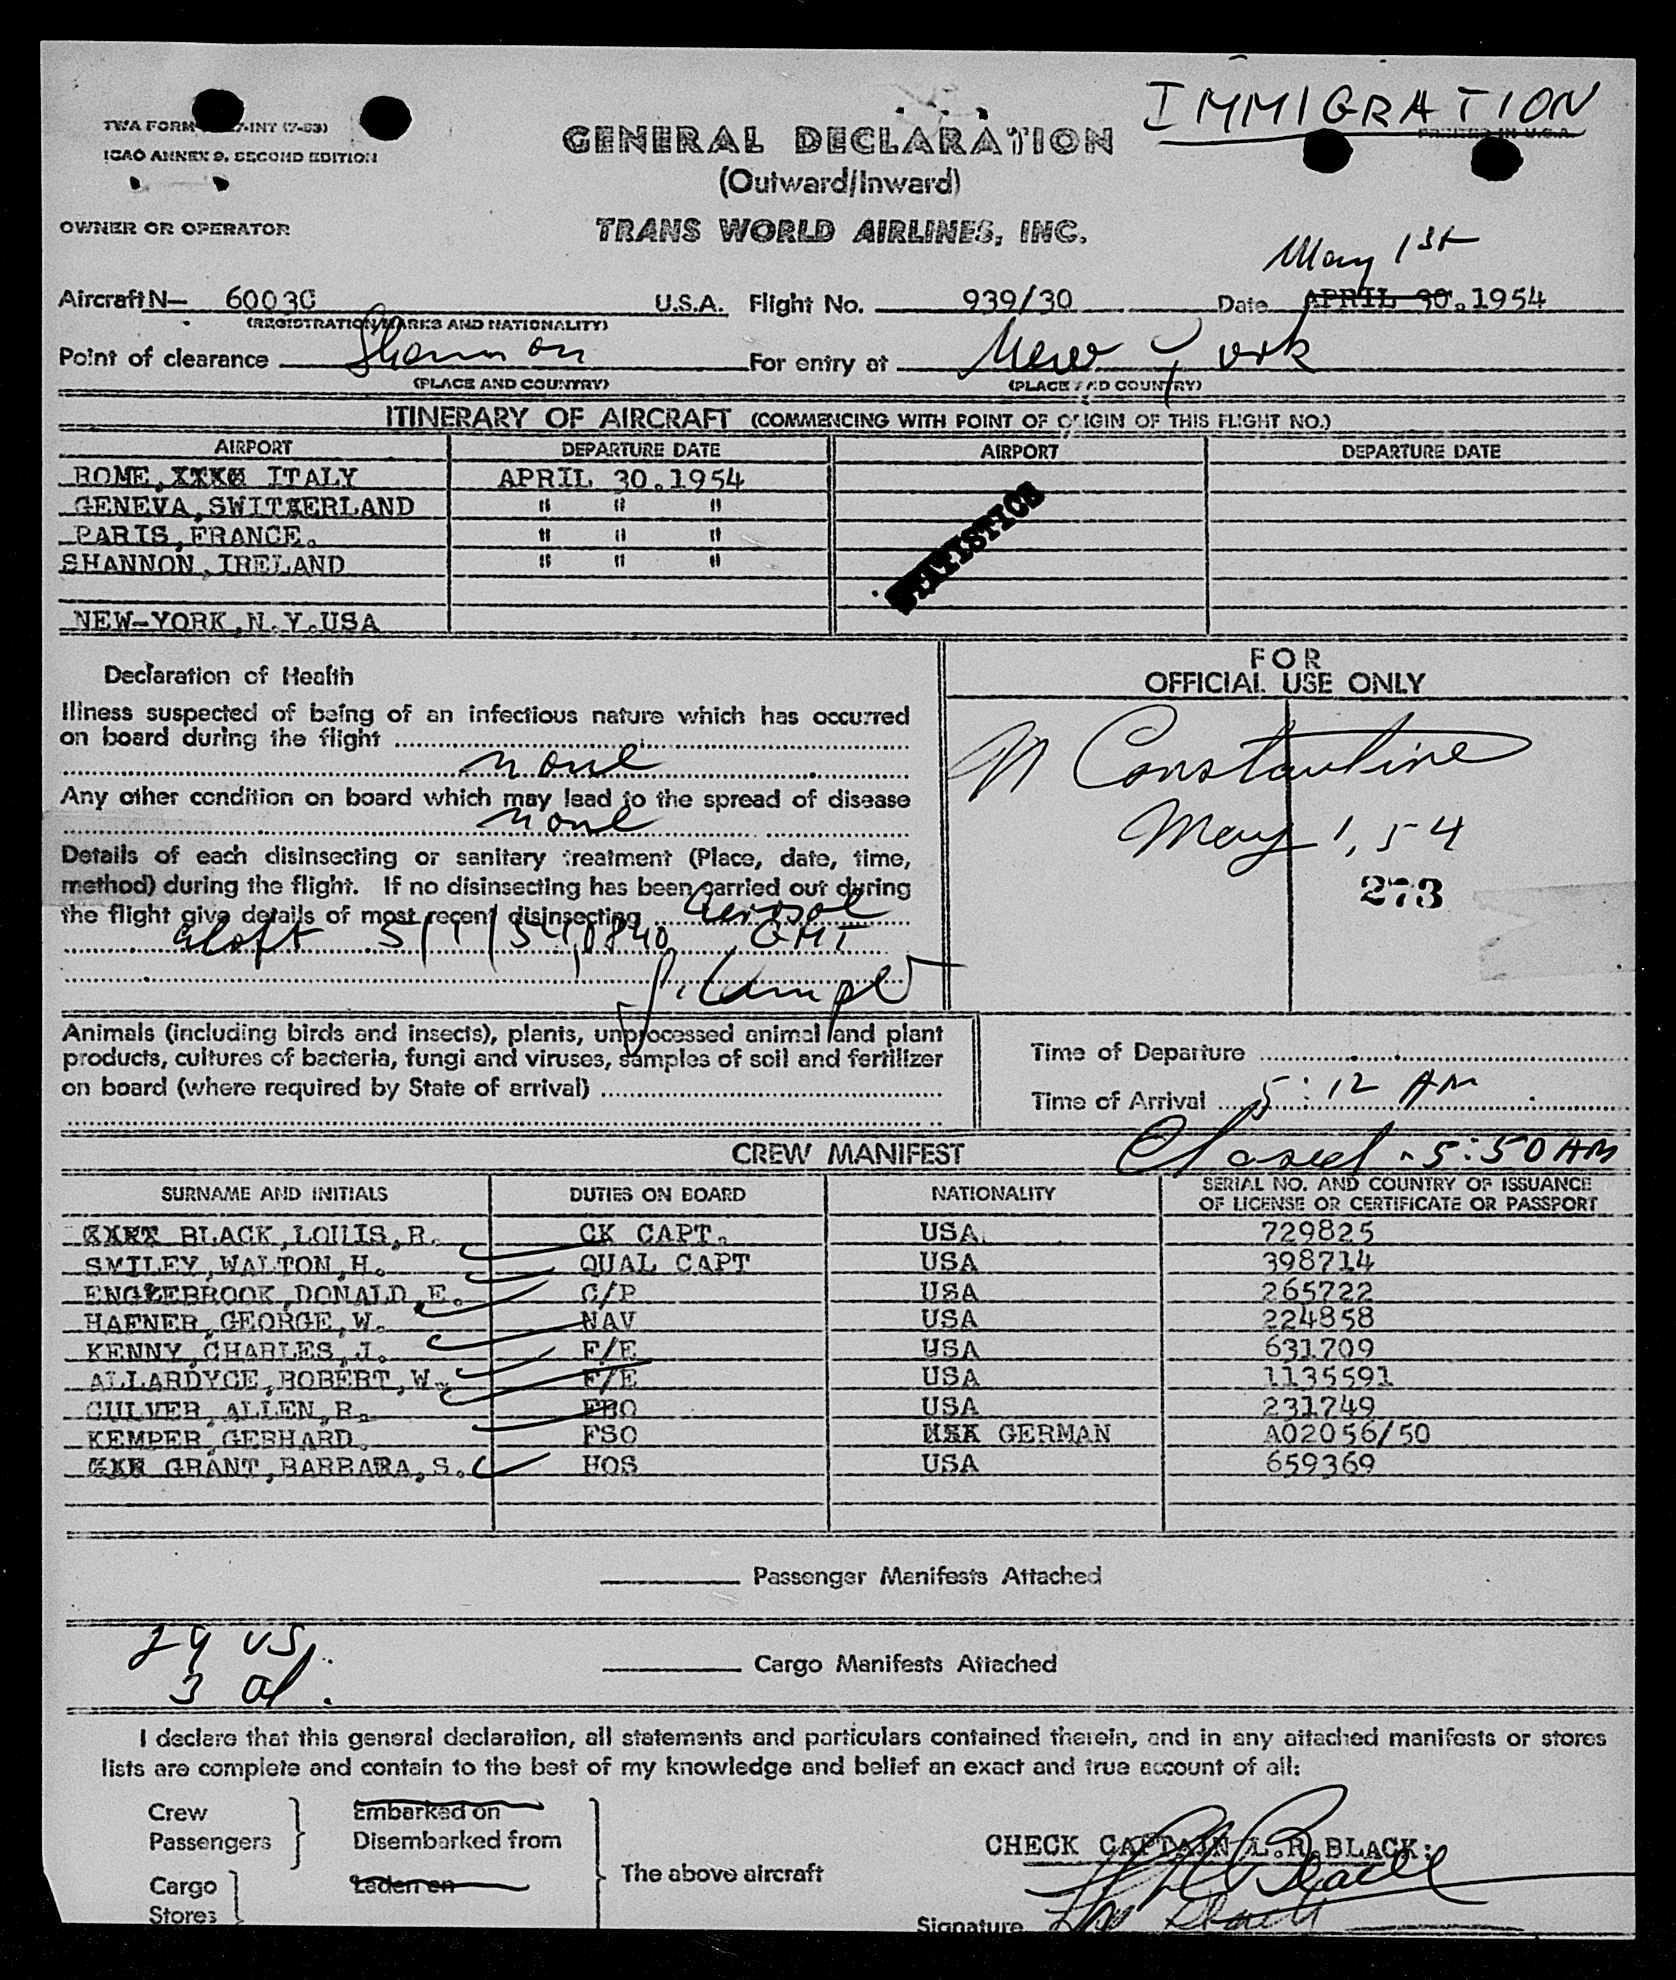 IMMIGRATION
TWA FORM -INT (7-53)
PRINTED IN U.S.A.
ICAO ANNEX 9, SECOND EDITION
GENERAL DECLARATION
(Outward/Inward)
OWNER OR OPERATOR
TRANS WORLD AIRLINES, INC.
May 1st
Aircraft N— 6003C U.S.A. Flight No. 939/30 Date APRIL 30.1954
(REGISTRATION MARKS AND NATIONALITY)
Point of clearance Shannon For entry at New York
(PLACE AND COUNTRY) (PLACE AND COUNTRY)
ITINERARY OF AIRCRAFT (COMMENCING WITH POINT OF ORIGIN OF THIS FLIGHT NO.)
AIRPORT DEPARTURE DATE AIRPORT DEPARTURE DATE
ROME, ITALY APRIL 30.1954
GENEVA,SWITZERLAND " " "
PARIS,FRANCE. " " "
SHANNON,IRELAND " " "
STATISTICS
NEW-YORK,N.Y.USA
Declaration of Health
FOR
OFFICIAL USE ONLY
Illness suspected of being of an infectious nature which has occurred
on board during the flight
none
Any other condition on board which may lead to the spread of disease
none
Details of each disinsecting or sanitary treatment (Place, date, time,
method) during the flight. If no disinsecting has been carried out during
the flight give details of most recent disinsecting Aerosol
aloft 5/1/54, 0840 GMT
G. Kemper
M Constantine
May 1, 54
273
Animals (including birds and insects), plants, unprocessed animal and plant
products, cultures of bacteria, fungi and viruses, samples of soil and fertilizer
on board (where required by State of arrival)
Time of Departure
Time of Arrival 5:12 AM
Closed - 5:50 AM
CREW MANIFEST
SURNAME AND INITIALS DUTIES ON BOARD NATIONALITY SERIAL NO. AND COUNTRY OF ISSUANCE
OF LICENSE OR CERTIFICATE OR PASSPORT
BLACK,LOUIS,R. CK CAPT. USA. 729825
SMILEY,WALTON,H. QUAL CAPT USA 398714
ENGLEBROOK,DONALD,E. C/P USA 265722
HAFNER,GEORGE,W. NAV USA 224858
KENNY,CHARLES,J. F/E USA 631709
ALLARDYCE,ROBERT,W. F/E USA 1135591
CULVER,ALLEN,R. FRO USA 231749
KEMPER,GERHARD. FSO GERMAN A02056/50
GRANT,BARBARA,S. HOS USA 659369
Passenger Manifests Attached
24 US.
3 al.
Cargo Manifests Attached
I declare that this general declaration, all statements and particulars contained therein, and in any attached manifests or stores
lists are complete and contain to the best of my knowledge and belief an exact and true account of all:
Crew Embarked on
Passengers Disembarked from
Cargo Laden on
Stores
The above aircraft
CHECK CAPTAIN L.R.BLACK:
Signature